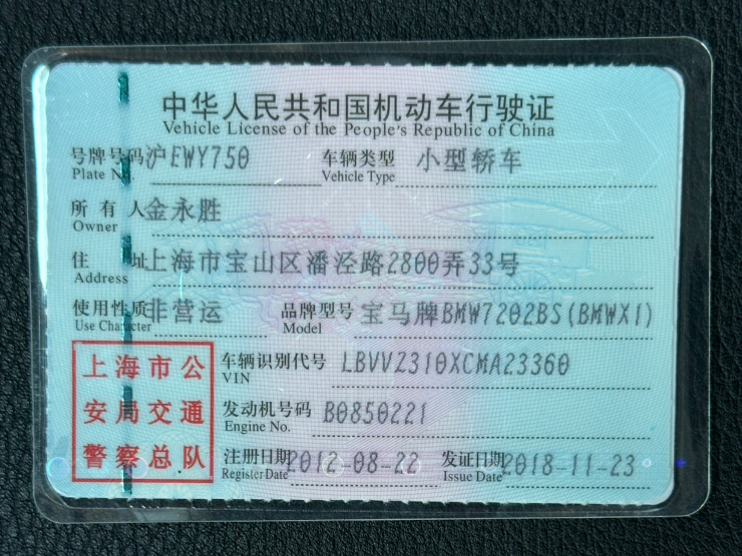 中华人民共和国机动车行驶证
Vehicle License of the People's Republic of China
号牌号码 沪EWY750 车辆类型 小型轿车
Plate No. Vehicle Type
所有人 金永胜
Owner
住址 上海市宝山区潘泾路2800弄33号
Address
使用性质 非营运 品牌型号 宝马牌BMW7202BS(BMWX1)
Use Character Model
上海市公安局交通警察总队
车辆识别代号 LBVVZ310XCMA23360
VIN
发动机号码 B0850221
Engine No.
注册日期 2012-08-22 发证日期 2018-11-23
Register Date Issue Date